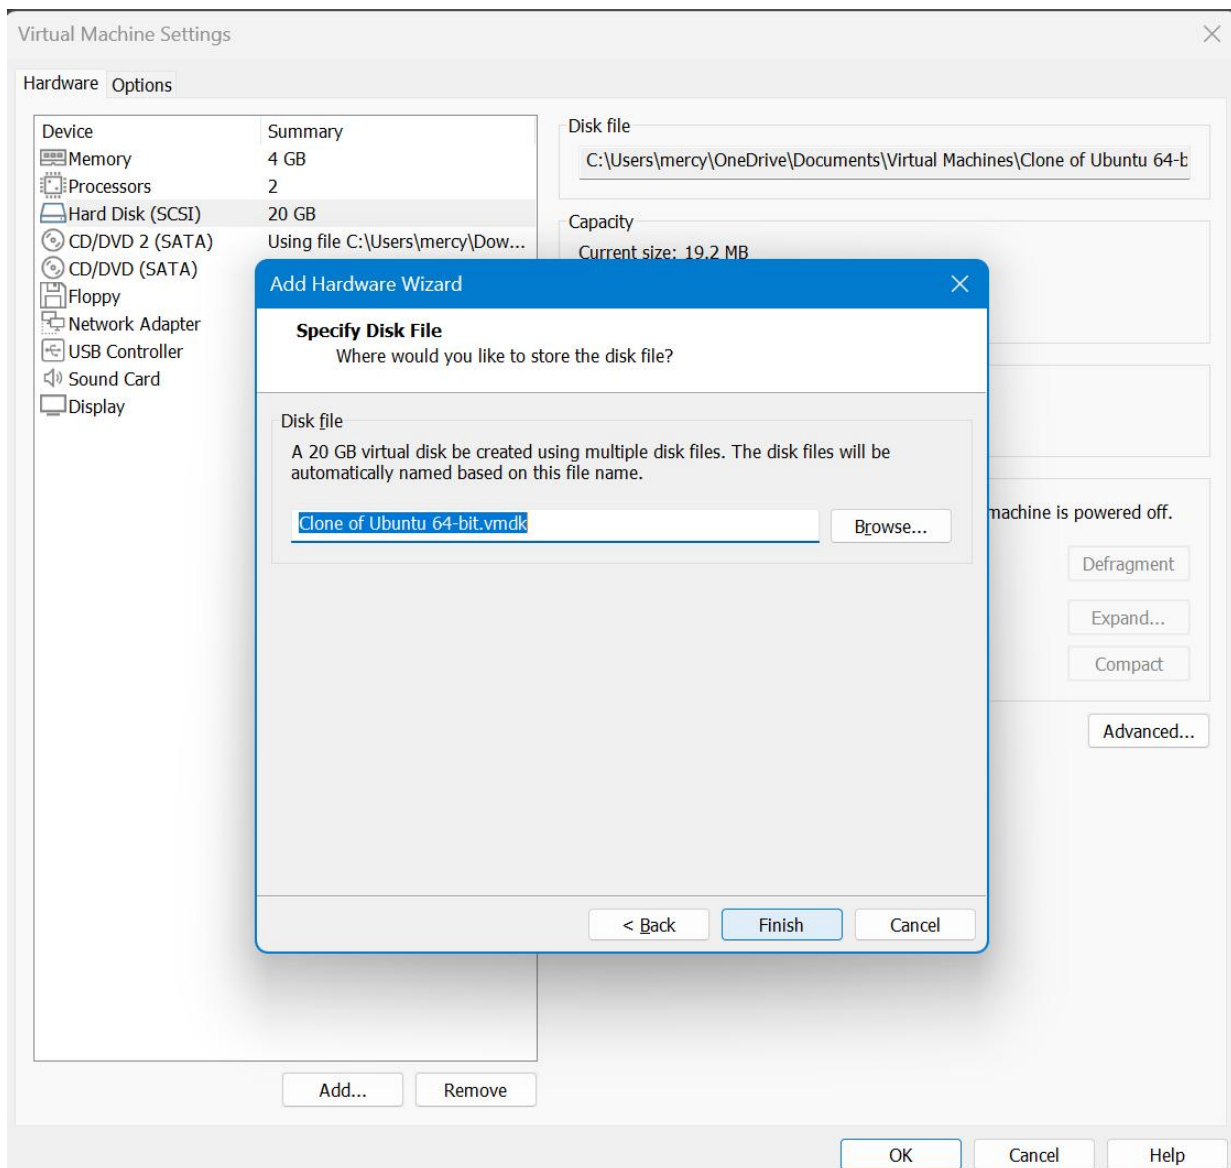 Virtual Machine Settings
Hardware Options
Device Summary
Memory 4 GB
Processors 2
Hard Disk (SCSI) 20 GB
CD/DVD 2 (SATA) Using file C:\Users\mercy\Dow...
CD/DVD (SATA)
Floppy
Network Adapter
USB Controller
Sound Card
Display
Add... Remove
Disk file
C:\Users\mercy\OneDrive\Documents\Virtual Machines\Clone of Ubuntu 64-b
Capacity
Current size: 19.2 MB
machine is powered off.
Defragment
Expand...
Compact
Advanced...
Add Hardware Wizard
Specify Disk File
Where would you like to store the disk file?
Disk file
A 20 GB virtual disk be created using multiple disk files. The disk files will be
automatically named based on this file name.
Clone of Ubuntu 64-bit.vmdk
Browse...
< Back Finish Cancel
OK Cancel Help